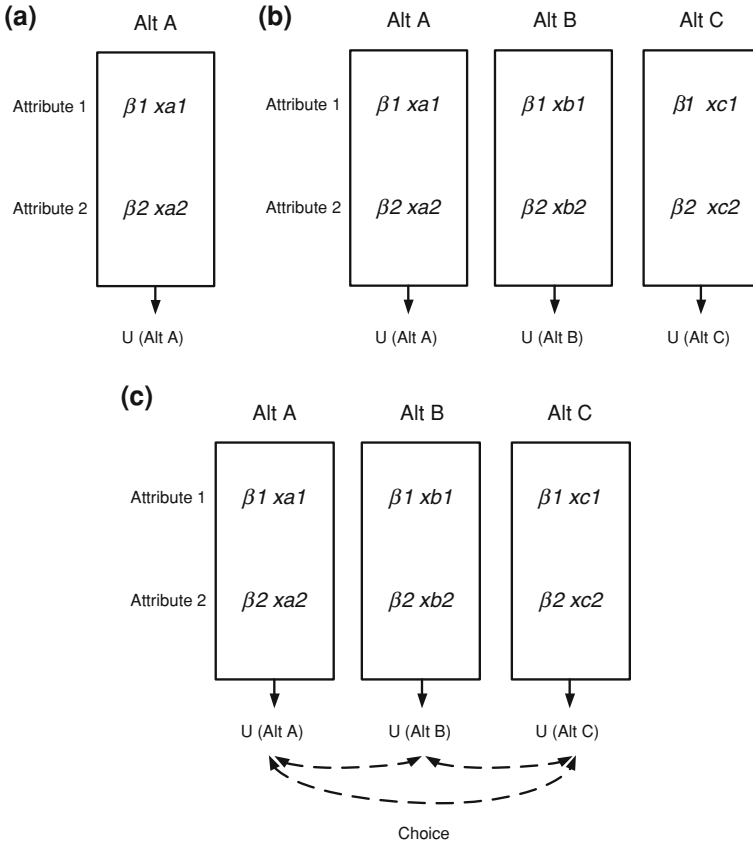 (a)
Alt A
Attribute 1
β1 xa1
Attribute 2
β2 xa2
U (Alt A)
(b)
Alt A Alt B Alt C
Attribute 1
β1 xa1 β1 xb1 β1 xc1
Attribute 2
β2 xa2 β2 xb2 β2 xc2
U (Alt A) U (Alt B) U (Alt C)
(c)
Alt A Alt B Alt C
Attribute 1
β1 xa1 β1 xb1 β1 xc1
Attribute 2
β2 xa2 β2 xb2 β2 xc2
U (Alt A) U (Alt B) U (Alt C)
Choice